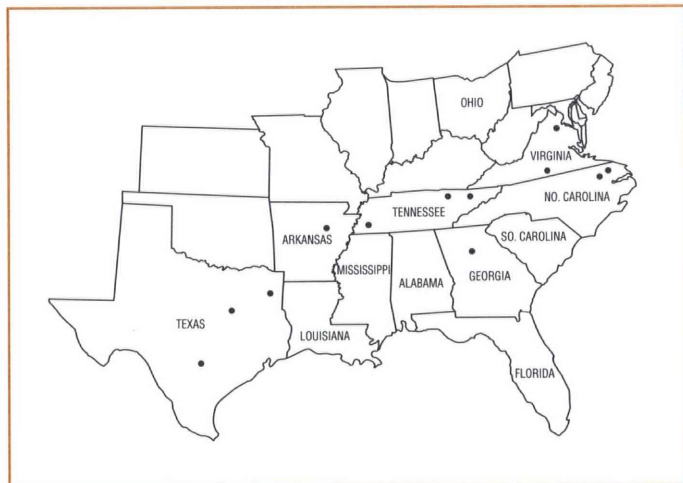 OHIO
VIRGINIA
NO. CAROLINA
TENNESSEE
ARKANSAS
SO. CAROLINA
MISSISSIPPI
ALABAMA
GEORGIA
TEXAS
LOUISIANA
FLORIDA